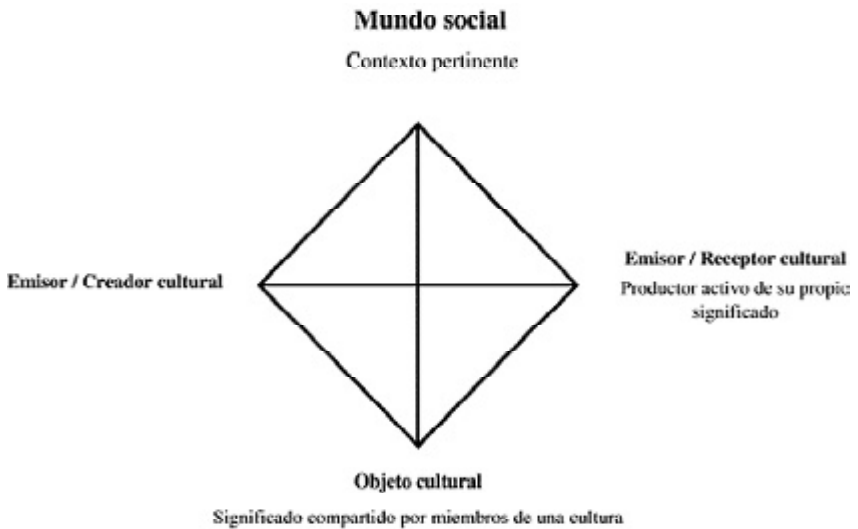 Mundo social
Contexto pertinente
Emisor / Creador cultural
Emisor / Receptor cultural
Productor activo de su propic
significado
Objeto cultural
Significado compartido por miembros de una cultura